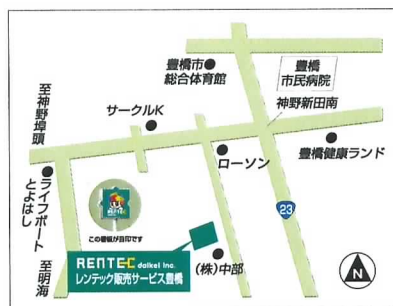 豊橋市
総合体育館
豊橋
市民病院
至神野埠頭
サークルK
神野新田南
ローソン
豊橋健康ランド
ライフポート
とよはし
この看板が目印です
23
RENTEC daikei Inc.
レンテック販売サービス豊橋
(株)中部
至明海
N